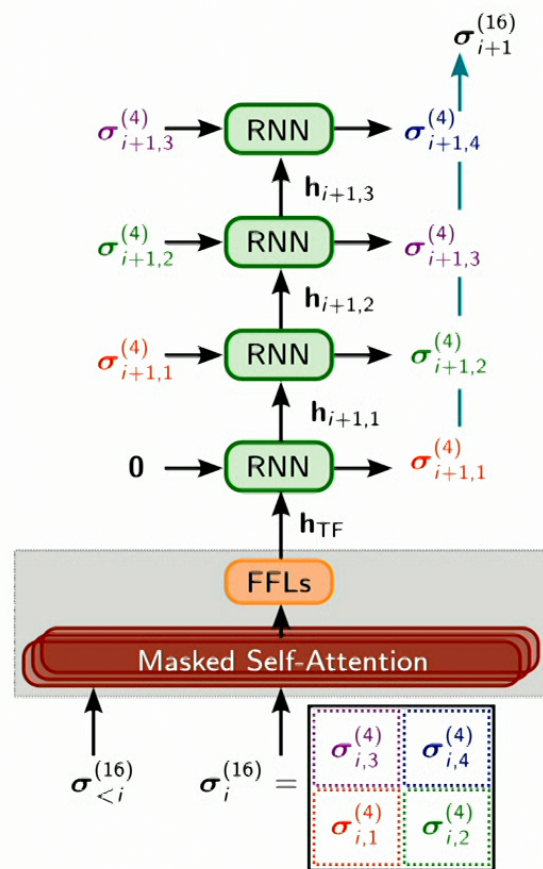 σ_{i+1}^{(16)}
σ_{i+1,3}^{(4)} RNN σ_{i+1,4}^{(4)}
h_{i+1,3}
σ_{i+1,2}^{(4)} RNN σ_{i+1,3}^{(4)}
h_{i+1,2}
σ_{i+1,1}^{(4)} RNN σ_{i+1,2}^{(4)}
h_{i+1,1}
0 RNN σ_{i+1,1}^{(4)}
h_{TF}
FFLs
Masked Self-Attention
σ_{<i}^{(16)} σ_{i}^{(16)} =
σ_{i,3}^{(4)} σ_{i,4}^{(4)}
σ_{i,1}^{(4)} σ_{i,2}^{(4)}